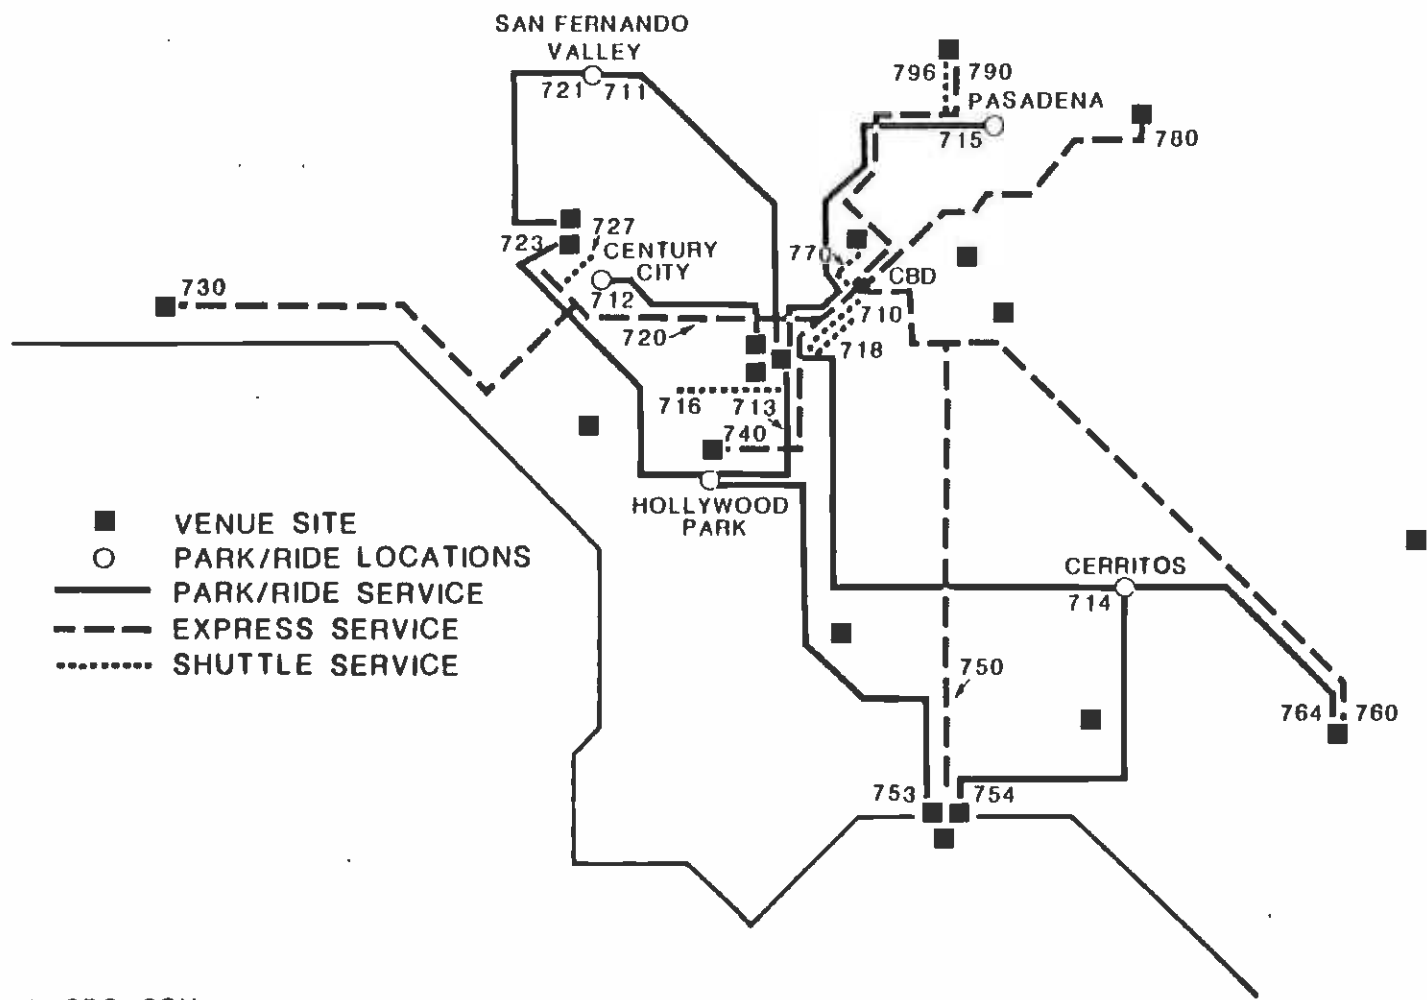 SAN FERNANDO
VALLEY
721
711
796
790
PASADENA
715
780
727
723
CENTURY
CITY
712
770
CBD
730
710
720
718
716
713
740
HOLLYWOOD
PARK
VENUE SITE
PARK/RIDE LOCATIONS
PARK/RIDE SERVICE
EXPRESS SERVICE
SHUTTLE SERVICE
CERRITOS
714
750
764
760
753
754